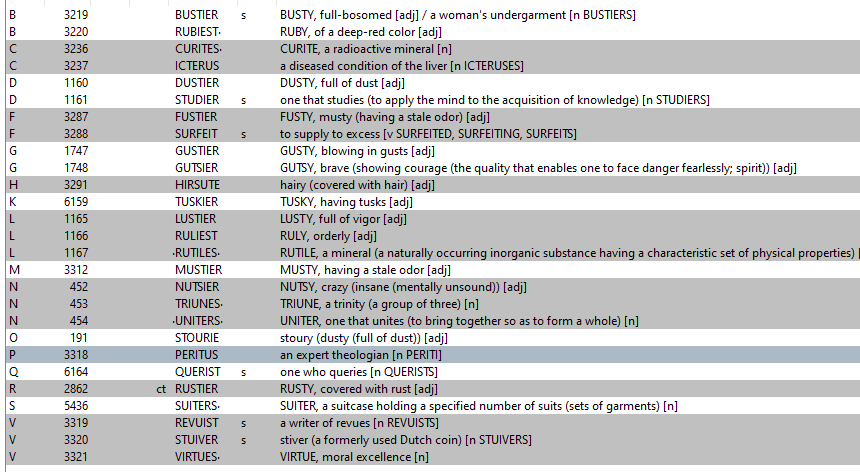 B 3219 BUSTIER s BUSTY, full-bosomed [adj] / a woman's undergarment [n BUSTIERS]
B 3220 RUBIEST· RUBY, of a deep-red color [adj]
C 3236 CURITES· CURITE, a radioactive mineral [n]
C 3237 ICTERUS a diseased condition of the liver [n ICTERUSES]
D 1160 DUSTIER DUSTY, full of dust [adj]
D 1161 STUDIER s one that studies (to apply the mind to the acquisition of knowledge) [n STUDIERS]
F 3287 FUSTIER FUSTY, musty (having a stale odor) [adj]
F 3288 SURFEIT s to supply to excess [v SURFEITED, SURFEITING, SURFEITS]
G 1747 GUSTIER GUSTY, blowing in gusts [adj]
G 1748 GUTSIER GUTSY, brave (showing courage (the quality that enables one to face danger fearlessly; spirit)) [adj]
H 3291 HIRSUTE hairy (covered with hair) [adj]
K 6159 TUSKIER TUSKY, having tusks [adj]
L 1165 LUSTIER LUSTY, full of vigor [adj]
L 1166 RULIEST RULY, orderly [adj]
L 1167 ·RUTILES· RUTILE, a mineral (a naturally occurring inorganic substance having a characteristic set of physical properties) [
M 3312 MUSTIER MUSTY, having a stale odor [adj]
N 452 NUTSIER NUTSY, crazy (insane (mentally unsound)) [adj]
N 453 TRIUNES· TRIUNE, a trinity (a group of three) [n]
N 454 ·UNITERS· UNITER, one that unites (to bring together so as to form a whole) [n]
O 191 STOURIE stoury (dusty (full of dust)) [adj]
P 3318 PERITUS an expert theologian [n PERITI]
Q 6164 QUERIST s one who queries [n QUERISTS]
R 2862 ct RUSTIER RUSTY, covered with rust [adj]
S 5436 SUITERS· SUITER, a suitcase holding a specified number of suits (sets of garments) [n]
V 3319 REVUIST s a writer of revues [n REVUISTS]
V 3320 STUIVER s stiver (a formerly used Dutch coin) [n STUIVERS]
V 3321 VIRTUES· VIRTUE, moral excellence [n]